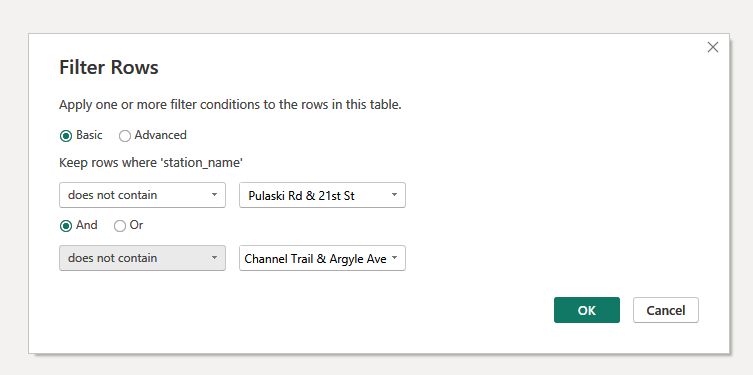 Filter Rows
Apply one or more filter conditions to the rows in this table.
Basic Advanced
Keep rows where 'station_name'
does not contain Pulaski Rd & 21st St
And Or
does not contain Channel Trail & Argyle Ave
OK Cancel